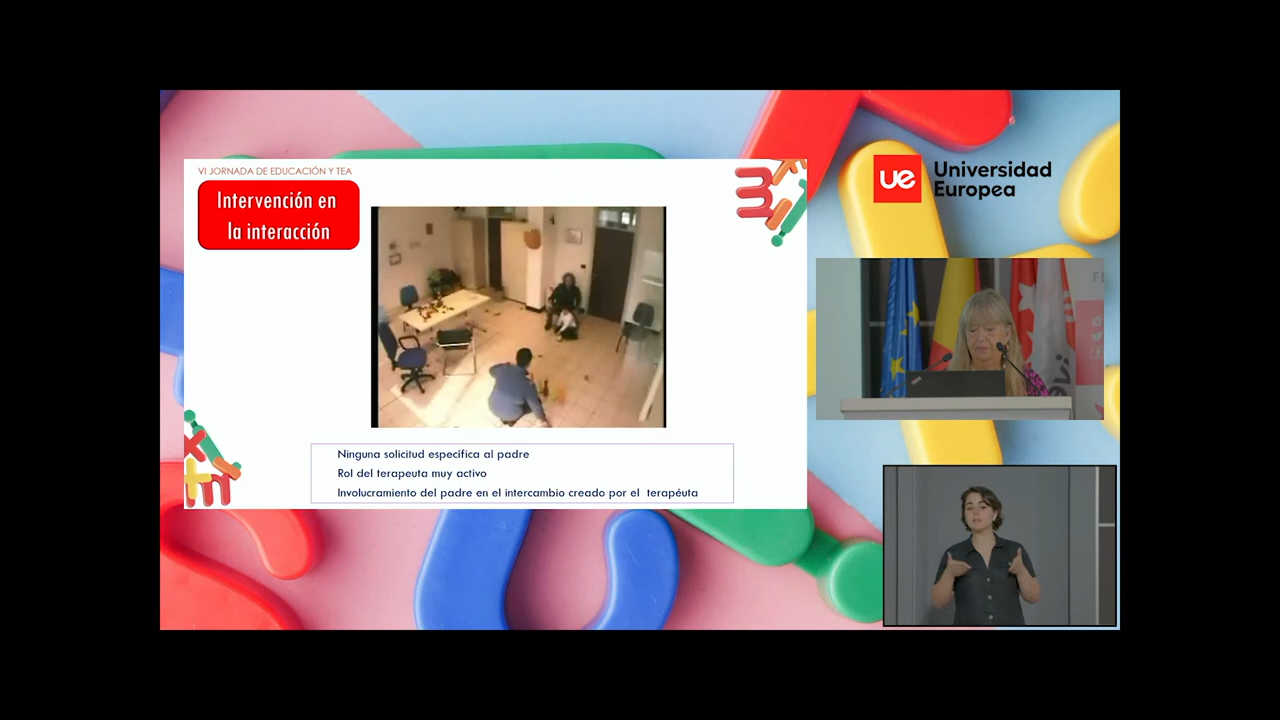 VI JORNADA DE EDUCACIÓN Y TEA
Intervención en
la interacción
Ninguna solicitud específica al padre
Rol del terapeuta muy activo
Involucramiento del padre en el intercambio creado por el terapéuta
ue Universidad
Europea